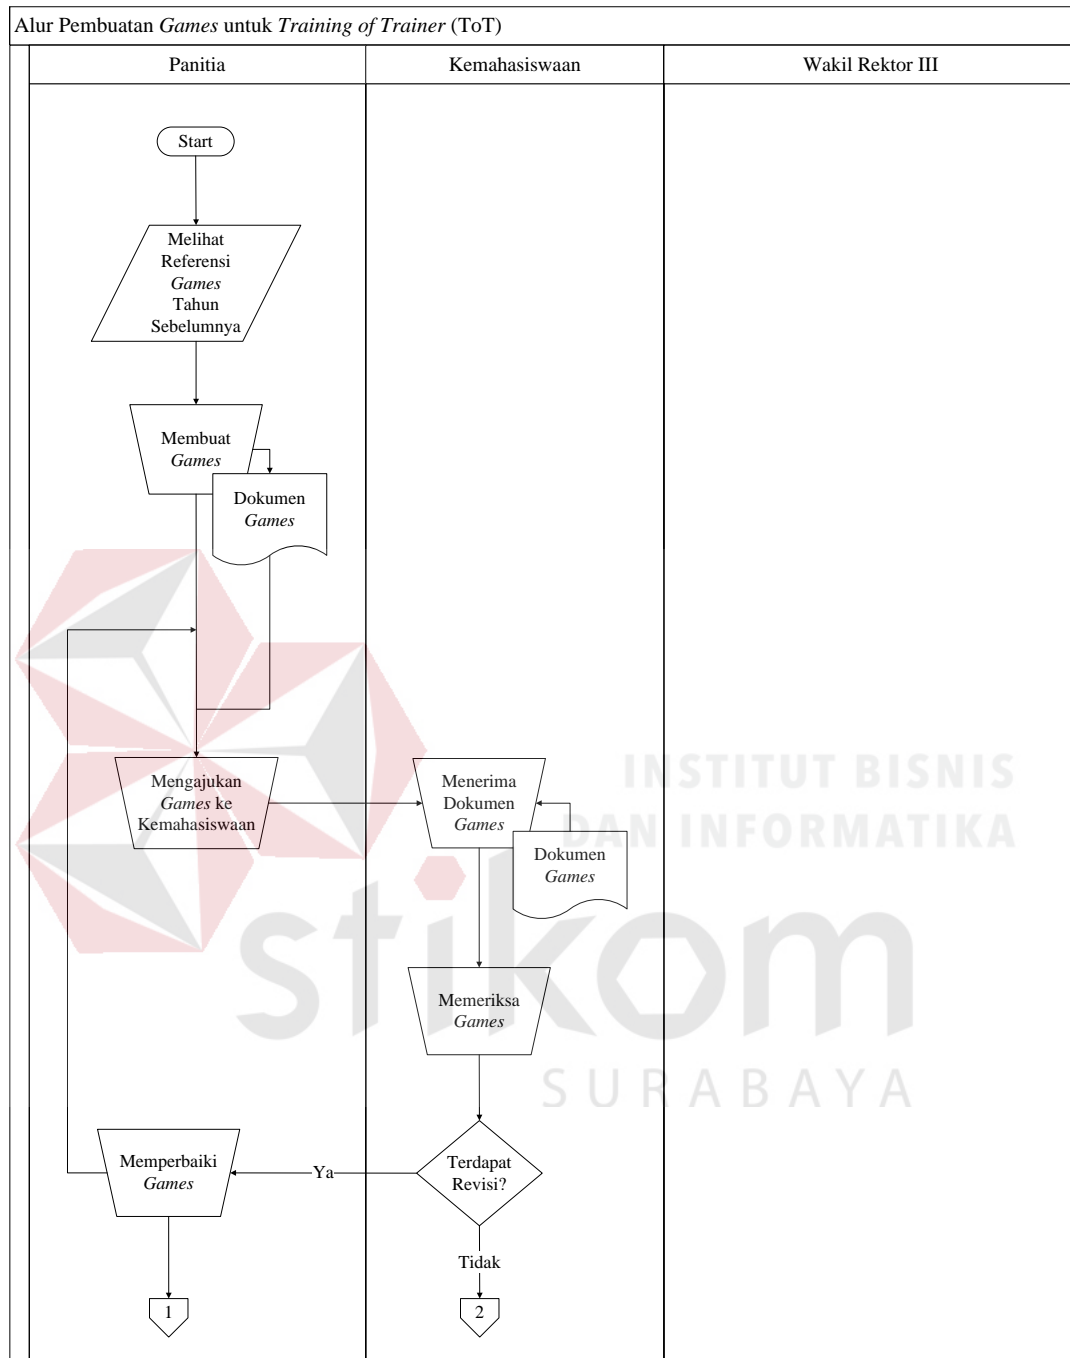 Alur Pembuatan Games untuk Training of Trainer (ToT)
Panitia
Kemahasiswaan
Wakil Rektor III
Start
Melihat
Referensi
Games
Tahun
Sebelumnya
Membuat
Games
Dokumen
Games
Mengajukan
Games ke
Kemahasiswaan
Menerima
Dokumen
Games
Dokumen
Games
INSTITUT BISNIS
DAN INFORMATIKA
stikom
SURABAYA
Memeriksa
Games
Memperbaiki
Games
Ya
Terdapat
Revisi?
Tidak
1
2